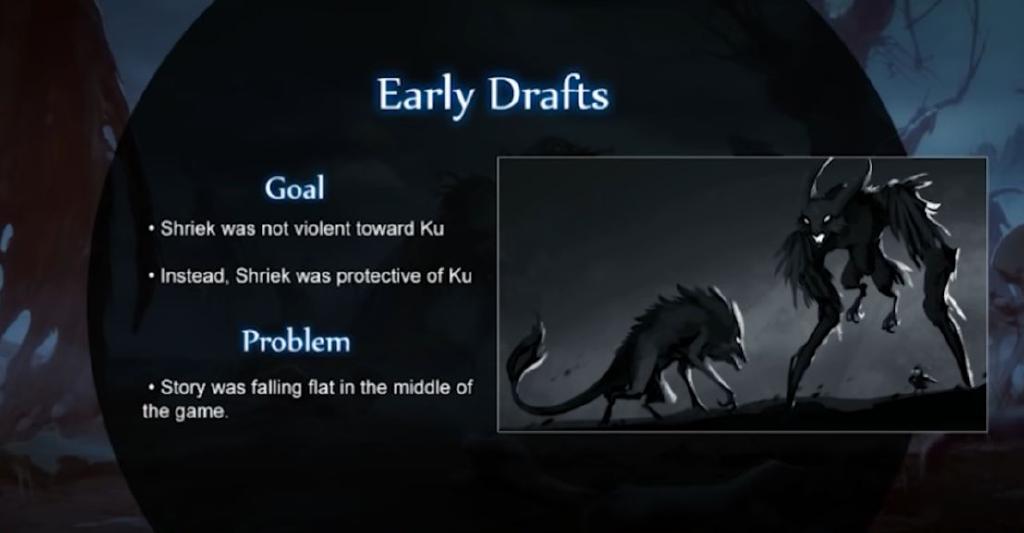 Early Drafts
Goal
• Shriek was not violent toward Ku
• Instead, Shriek was protective of Ku
Problem
• Story was falling flat in the middle of
the game.